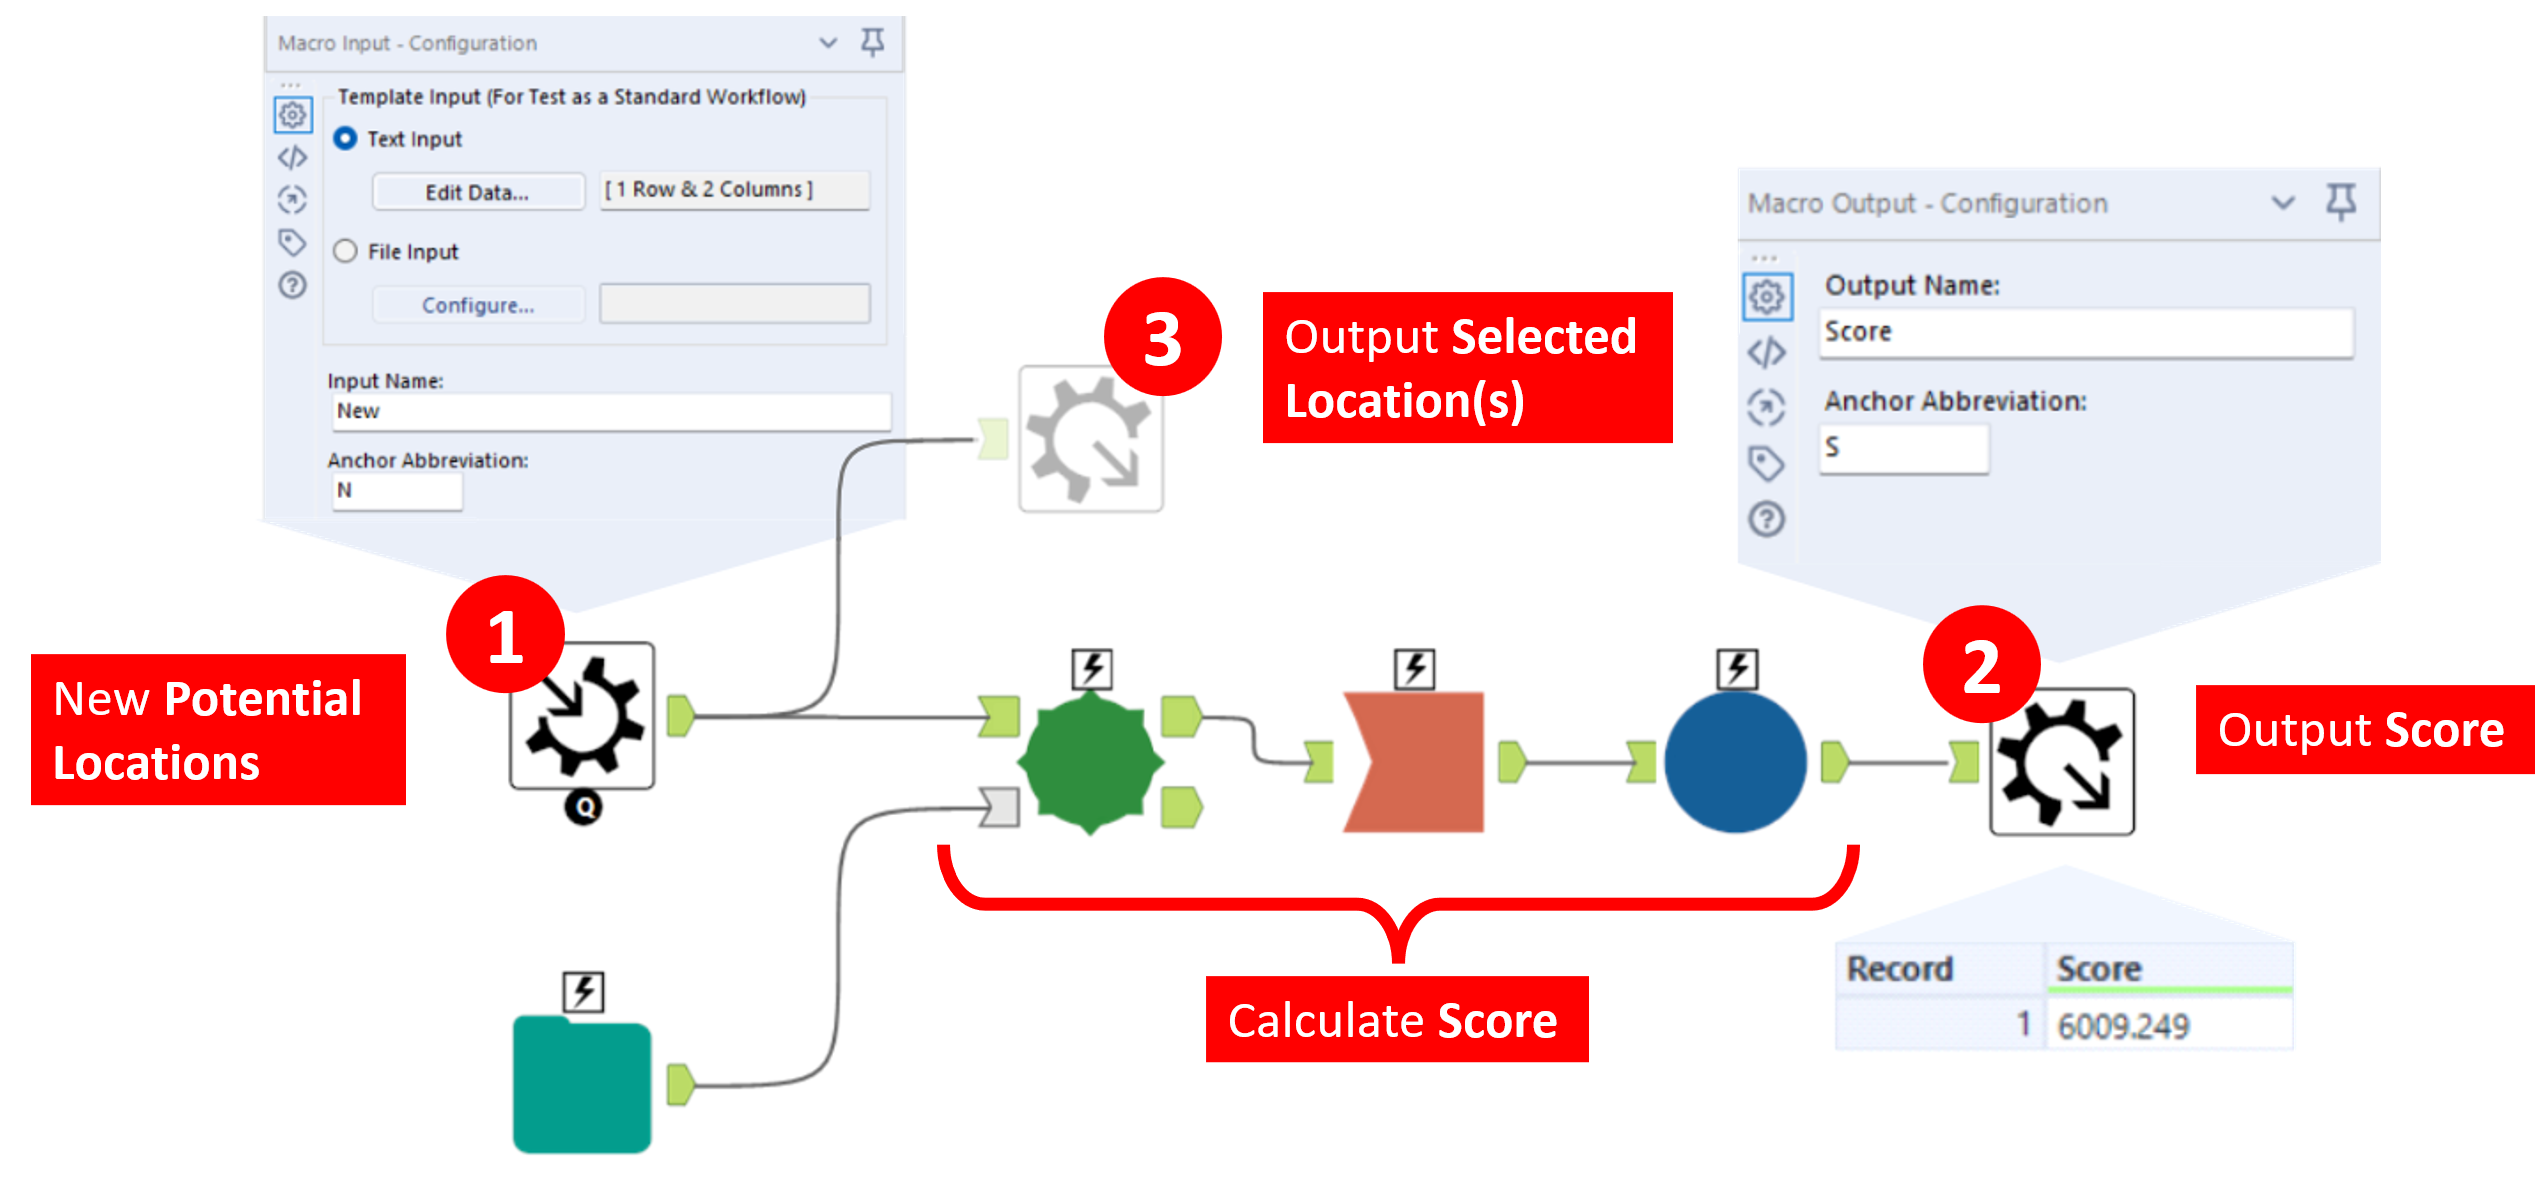 Macro Input - Configuration
Template Input (For Test as a Standard Workflow)
Text Input
Edit Data...
[ 1 Row & 2 Columns ]
File Input
Configure...
Input Name:
New
Anchor Abbreviation:
N
3
Output Selected
Location(s)
Macro Output - Configuration
Output Name:
Score
Anchor Abbreviation:
S
1
New Potential
Locations
Q
2
Output Score
Calculate Score
Record Score
1 6009.249